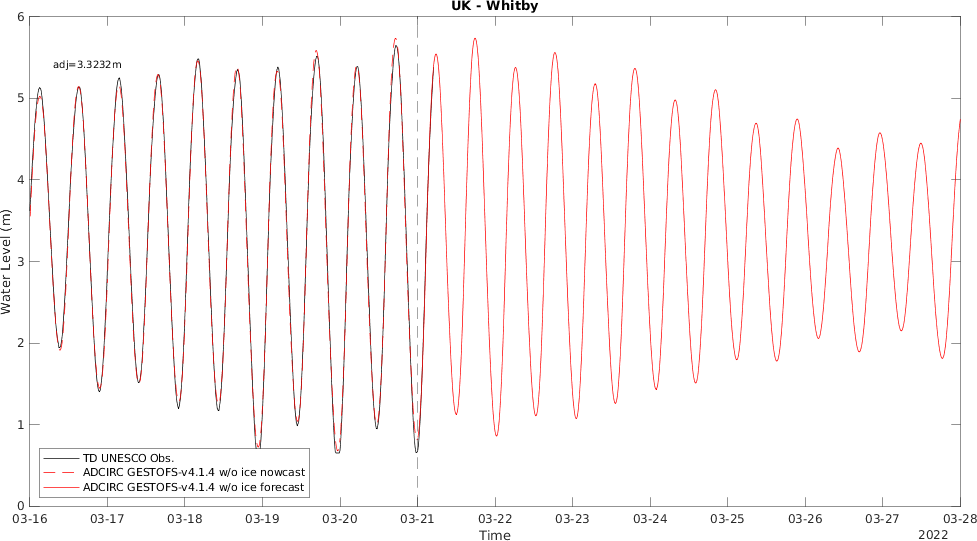 UK - Whitby
adj=3.3232m
Water Level (m)
6
5
4
3
2
1
0
TD UNESCO Obs.
ADCIRC GESTOFS-v4.1.4 w/o ice nowcast
ADCIRC GESTOFS-v4.1.4 w/o ice forecast
03-16 03-17 03-18 03-19 03-20 03-21 03-22 03-23 03-24 03-25 03-26 03-27 03-28
Time
2022